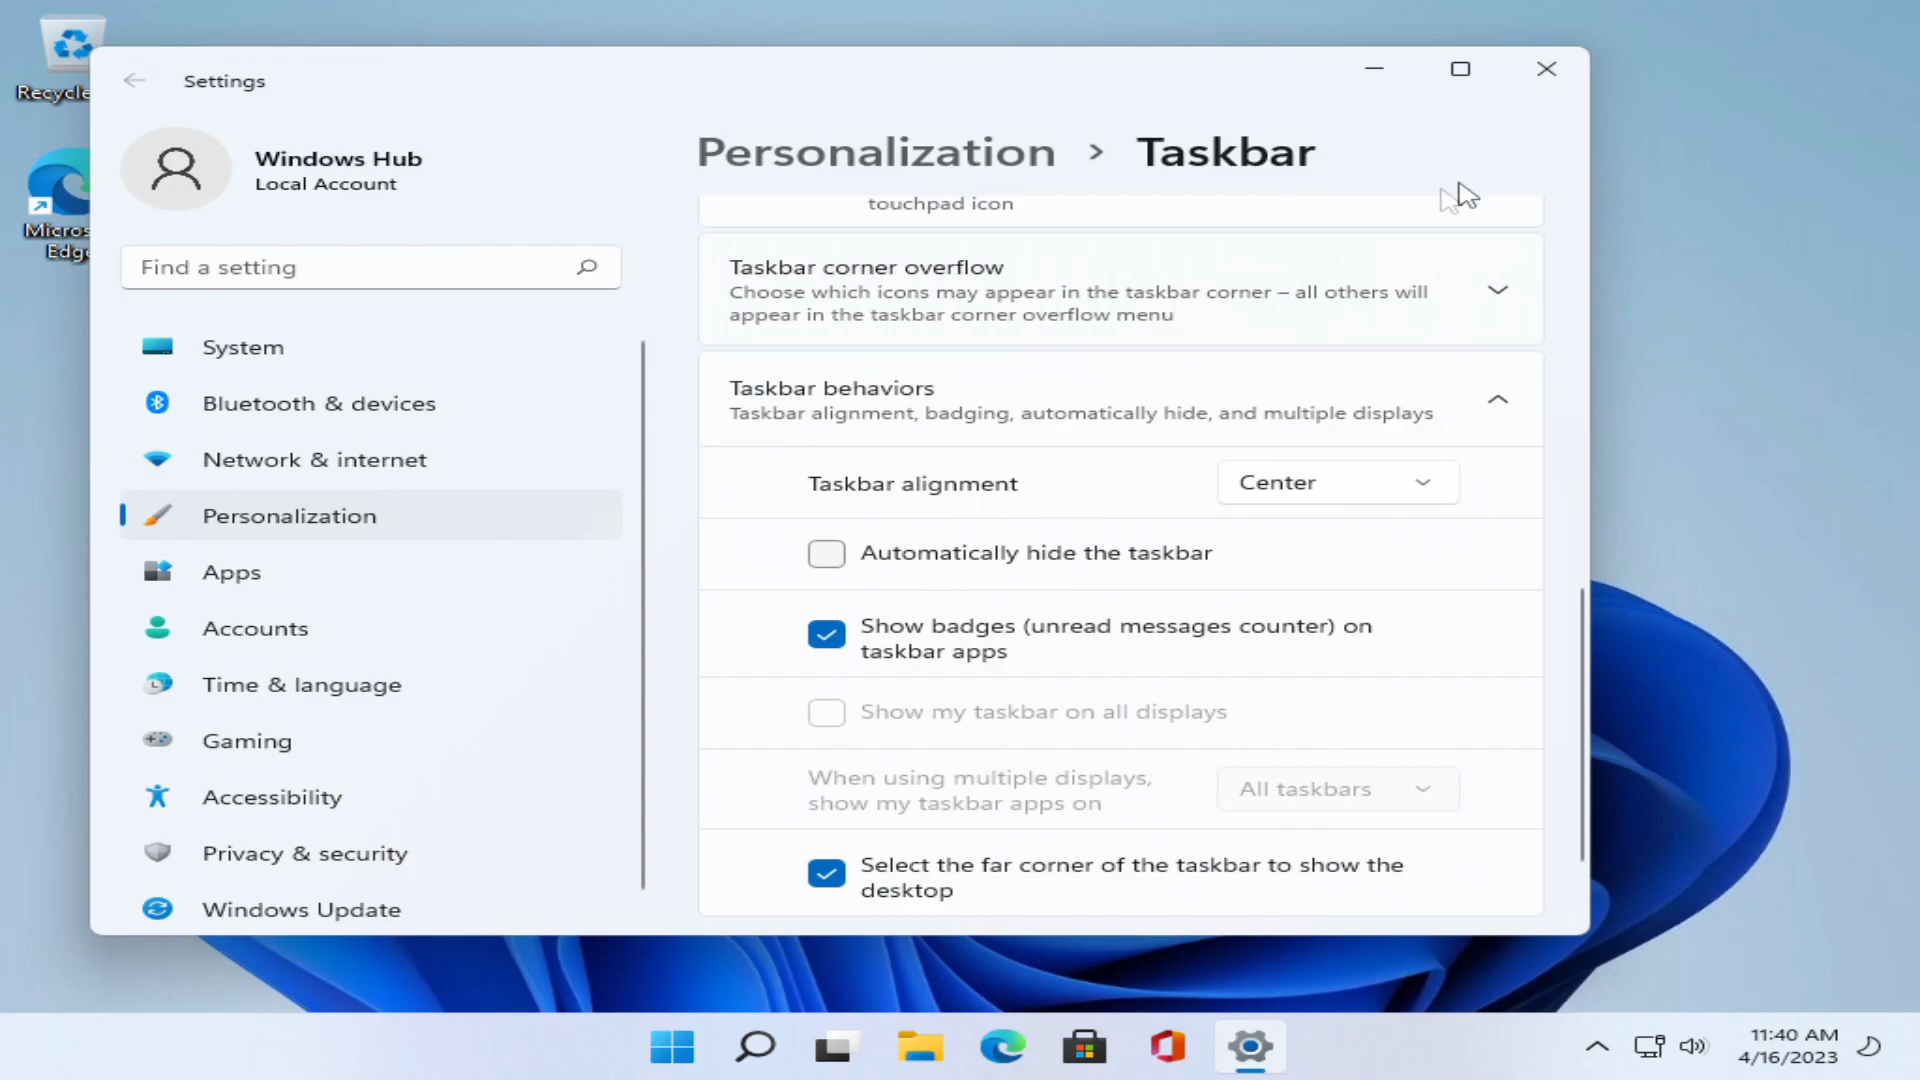 Recycle
Micros
Edge
Settings
Windows Hub
Local Account
Find a setting
System
Bluetooth & devices
Network & internet
Personalization
Apps
Accounts
Time & language
Gaming
Accessibility
Privacy & security
Windows Update
Personalization > Taskbar
touchpad icon
Taskbar corner overflow
Choose which icons may appear in the taskbar corner – all others will
appear in the taskbar corner overflow menu
Taskbar behaviors
Taskbar alignment, badging, automatically hide, and multiple displays
Taskbar alignment
Center
Automatically hide the taskbar
Show badges (unread messages counter) on
taskbar apps
Show my taskbar on all displays
When using multiple displays,
show my taskbar apps on
All taskbars
Select the far corner of the taskbar to show the
desktop
11:40 AM
4/16/2023